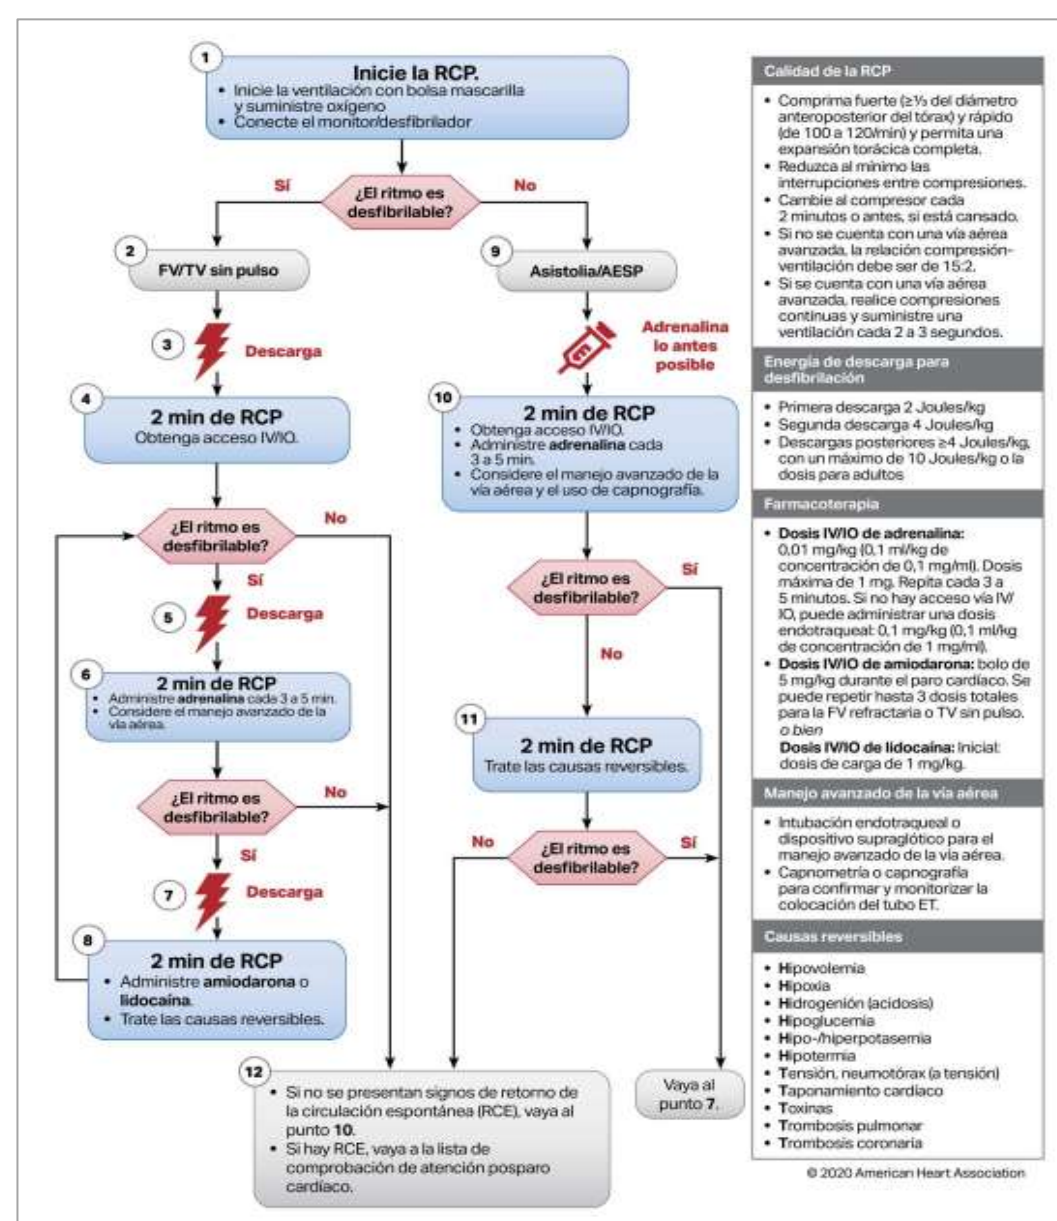 1
Inicie la RCP.
• Inicie la ventilación con bolsa mascarilla
y suministre oxígeno
• Conecte el monitor/desfibrilador
Sí
¿El ritmo es
desfibrilable?
No
2
FV/TV sin pulso
3
Descarga
4
2 min de RCP
Obtenga acceso IV/IO.
¿El ritmo es
desfibrilable?
No
Sí
5
Descarga
6
2 min de RCP
• Administre adrenalina cada 3 a 5 min.
• Considere el manejo avanzado de la
vía aérea.
¿El ritmo es
desfibrilable?
No
Sí
7
Descarga
8
2 min de RCP
• Administre amiodarona o
lidocaína.
• Trate las causas reversibles.
9
Asistolia/AESP
Adrenalina
lo antes
posible
10
2 min de RCP
• Obtenga acceso IV/IO.
• Administre adrenalina cada
3 a 5 min.
• Considere el manejo avanzado de la
vía aérea y el uso de capnografía.
¿El ritmo es
desfibrilable?
Sí
No
11
2 min de RCP
Trate las causas reversibles.
No
¿El ritmo es
desfibrilable?
Sí
12
• Si no se presentan signos de retorno de
la circulación espontánea (RCE), vaya al
punto 10.
• Si hay RCE, vaya a la lista de
comprobación de atención posparo
cardíaco.
Vaya al
punto 7.
Calidad de la RCP
• Comprima fuerte (≥⅓ del diámetro
anteroposterior del tórax) y rápido
(de 100 a 120/min) y permita una
expansión torácica completa.
• Reduzca al mínimo las
interrupciones entre compresiones.
• Cambie al compresor cada
2 minutos o antes, si está cansado.
• Si no se cuenta con una vía aérea
avanzada, la relación compresión-
ventilación debe ser de 15:2.
• Si se cuenta con una vía aérea
avanzada, realice compresiones
continuas y suministre una
ventilación cada 2 a 3 segundos.
Energía de descarga para
desfibrilación
• Primera descarga 2 Joules/kg
• Segunda descarga 4 Joules/kg
• Descargas posteriores ≥4 Joules/kg,
con un máximo de 10 Joules/kg o la
dosis para adultos
Farmacoterapia
• Dosis IV/IO de adrenalina:
0,01 mg/kg (0,1 ml/kg de
concentración de 0,1 mg/ml). Dosis
máxima de 1 mg. Repita cada 3 a
5 minutos. Si no hay acceso vía IV/
IO, puede administrar una dosis
endotraqueal: 0,1 mg/kg (0,1 ml/kg
de concentración de 1 mg/ml).
• Dosis IV/IO de amiodarona: bolo de
5 mg/kg durante el paro cardíaco. Se
puede repetir hasta 3 dosis totales
para la FV refractaria o TV sin pulso.
o bien
Dosis IV/IO de lidocaína: Inicial:
dosis de carga de 1 mg/kg.
Manejo avanzado de la vía aérea
• Intubación endotraqueal o
dispositivo supraglótico para el
manejo avanzado de la vía aérea.
• Capnometría o capnografía
para confirmar y monitorizar la
colocación del tubo ET.
Causas reversibles
• Hipovolemia
• Hipoxia
• Hidrogenión (acidosis)
• Hipoglucemia
• Hipo-/hiperpotasemia
• Hipotermia
• Tensión, neumotórax (a tensión)
• Taponamiento cardíaco
• Toxinas
• Trombosis pulmonar
• Trombosis coronaria
© 2020 American Heart Association